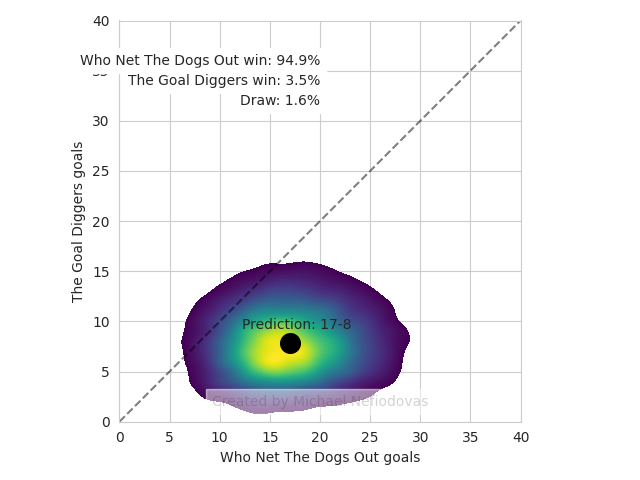 40
Who Net The Dogs Out win: 94.9%
35
The Goal Diggers win: 3.5%
Draw: 1.6%
30
25
20
15
10
5
0
The Goal Diggers goals
Prediction: 17-8
Created by Michael Nefiodovas
0 5 10 15 20 25 30 35 40
Who Net The Dogs Out goals